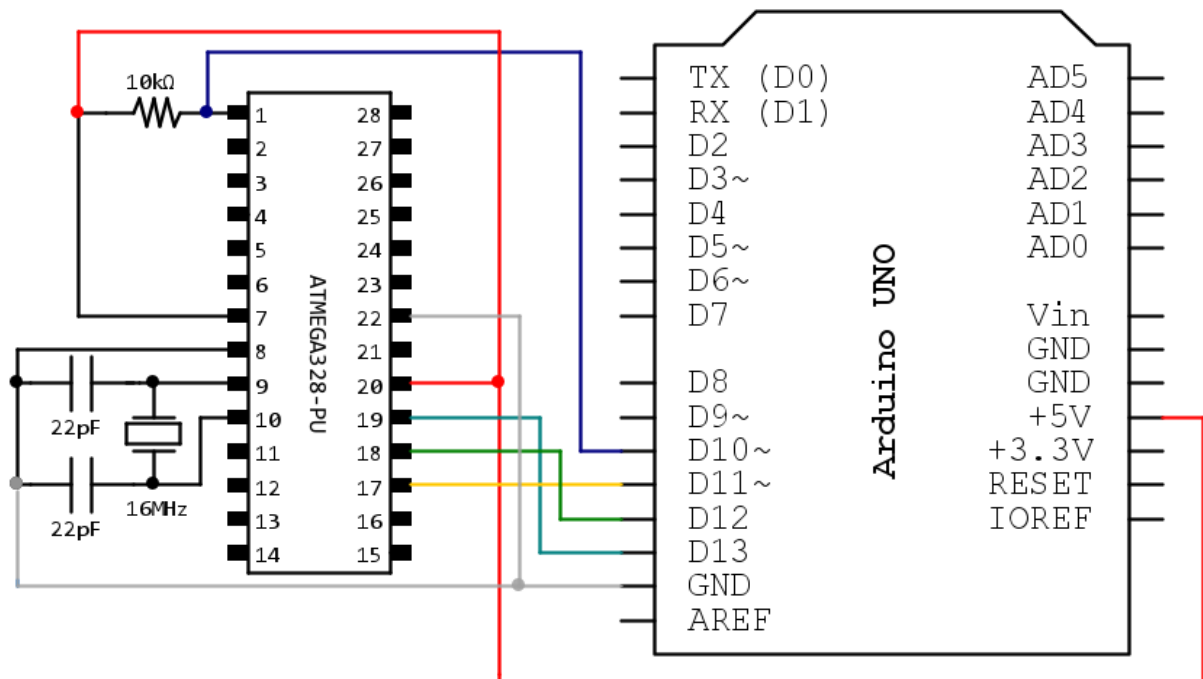 10kΩ
1
2
3
4
5
6
7
8
9
10
11
12
13
14
28
27
26
25
24
23
22
21
20
19
18
17
16
15
ATMEGA328-PU
22pF
22pF
16MHz
TX (D0)
RX (D1)
D2
D3~
D4
D5~
D6~
D7
D8
D9~
D10~
D11~
D12
D13
GND
AREF
Arduino UNO
AD5
AD4
AD3
AD2
AD1
AD0
Vin
GND
GND
+5V
+3.3V
RESET
IOREF